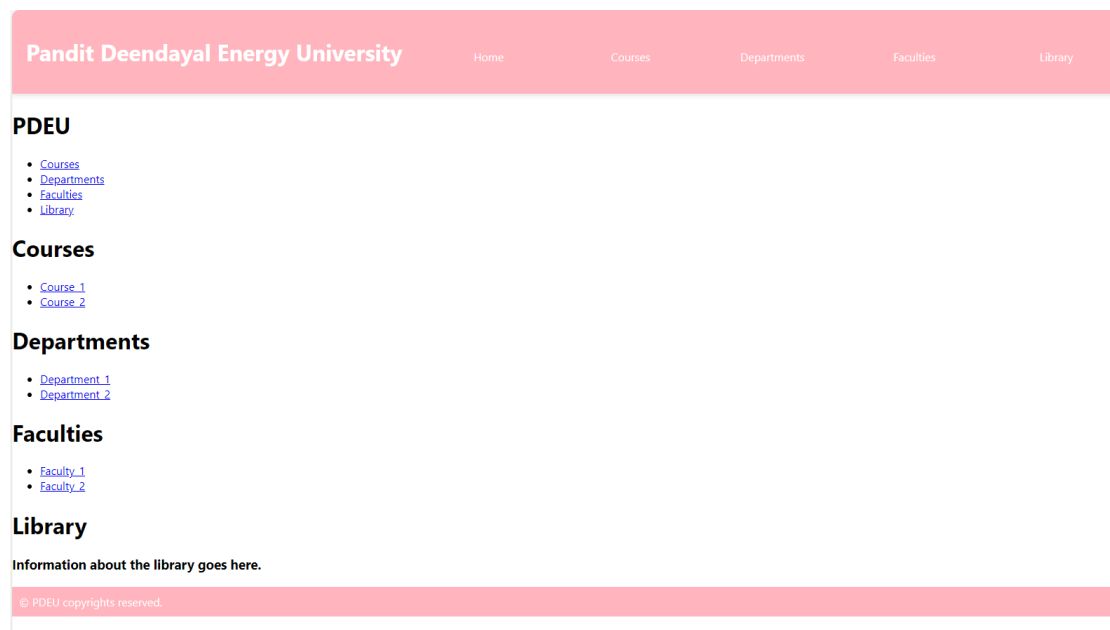 Pandit Deendayal Energy University Home Courses Departments Faculties Library
PDEU
Courses
Departments
Faculties
Library
Courses
Course 1
Course 2
Departments
Department 1
Department 2
Faculties
Faculty 1
Faculty 2
Library
Information about the library goes here.
© PDEU copyrights reserved.